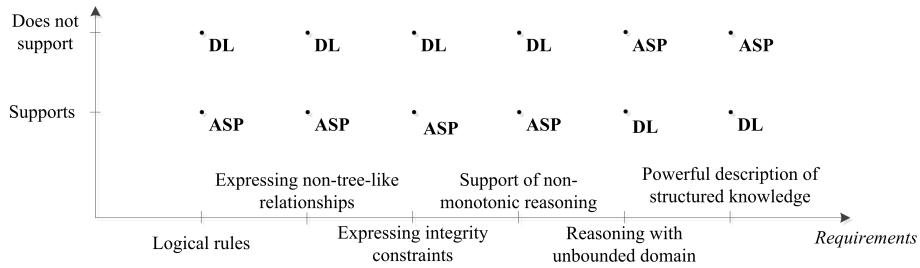 Does not
support
DL
DL
DL
DL
ASP
ASP
Supports
ASP
ASP
ASP
ASP
DL
DL
Expressing non-tree-like
relationships
Support of non-
monotonic reasoning
Powerful description of
structured knowledge
Logical rules
Expressing integrity
constraints
Reasoning with
unbounded domain
Requirements